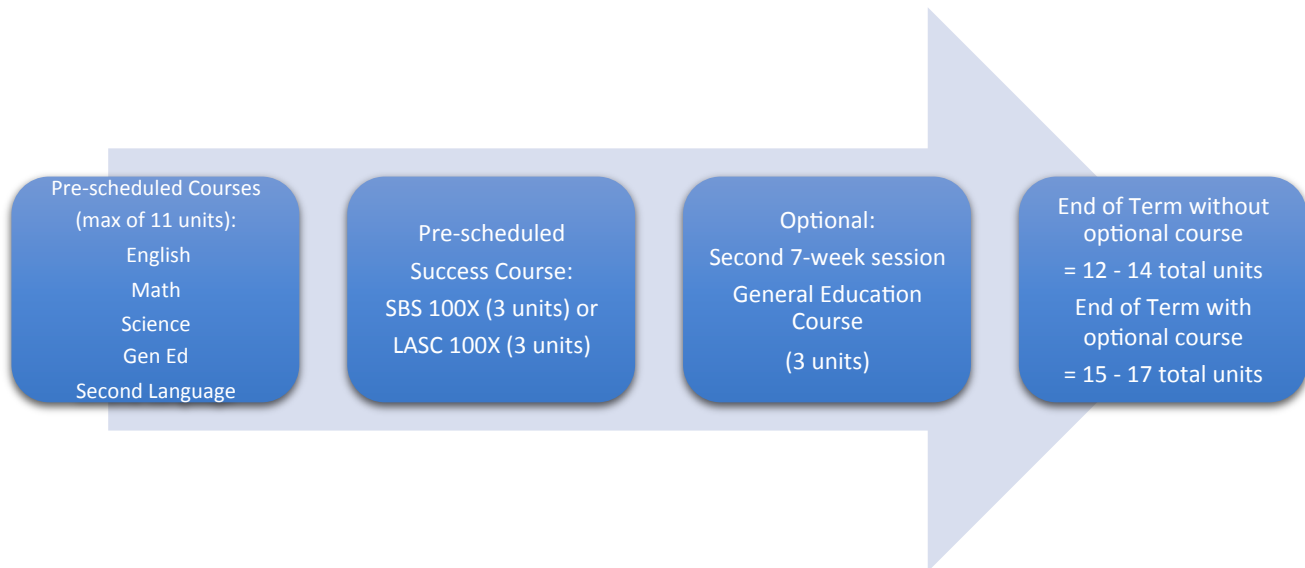 Pre-scheduled Courses
(max of 11 units):
English
Math
Science
Gen Ed
Second Language
Pre-scheduled
Success Course:
SBS 100X (3 units) or
LASC 100X (3 units)
Optional:
Second 7-week session
General Education
Course
(3 units)
End of Term without
optional course
= 12 - 14 total units
End of Term with
optional course
= 15 - 17 total units